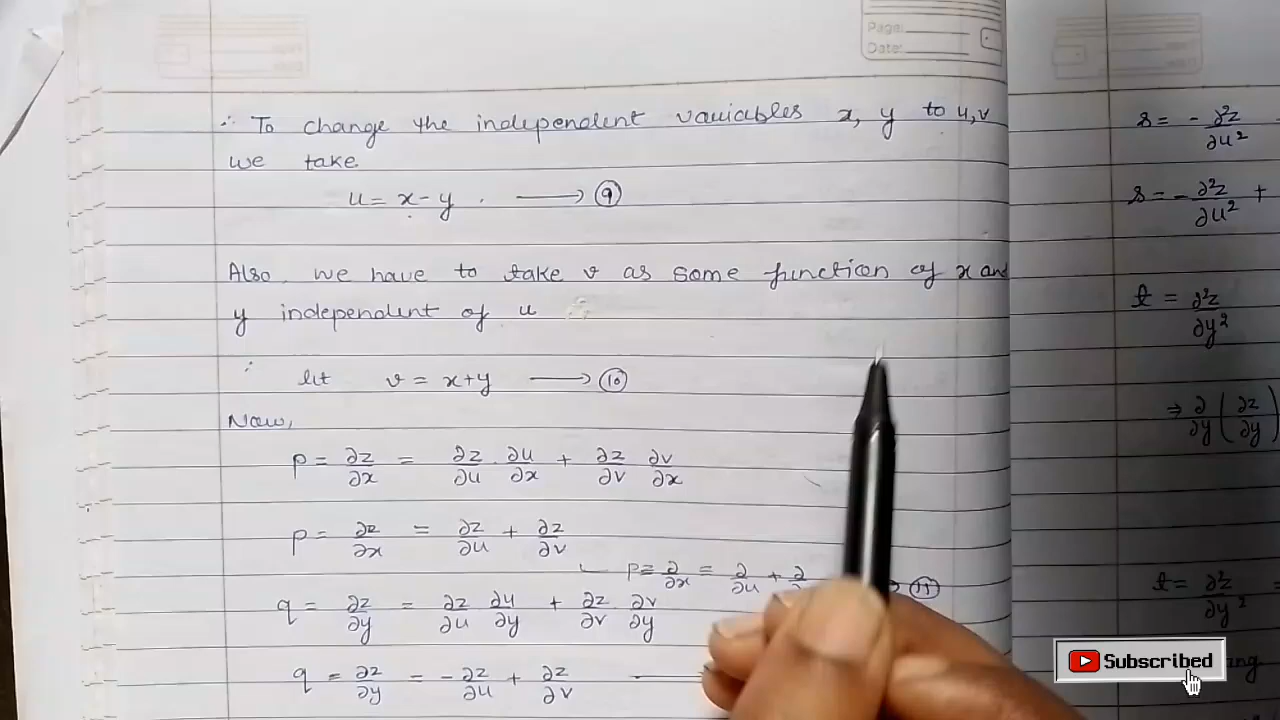 Page:
Date:
∴ To change the independent variables x, y to u,v
we take
u = x - y . ⟶ ⑨
Also, we have to take v as some function of x and
y independent of u
∴ let v = x+y ⟶ ⑩
Now,
p = ∂z/∂x = ∂z/∂u . ∂u/∂x + ∂z/∂v ∂v/∂x
p = ∂z/∂x = ∂z/∂u + ∂z/∂v
p ≡ ∂/∂x = ∂/∂u + ∂/
q = ∂z/∂y = ∂z/∂u ∂u/∂y + ∂z/∂v ∂v/∂y
q = ∂z/∂y = - ∂z/∂u + ∂z/∂v
s = - ∂²z/∂u²
s = - ∂²z/∂u² +
t = ∂²z/∂y²
⇒ ∂/∂y (∂z/∂y)
t = ∂²z/∂y² =
Subscribed